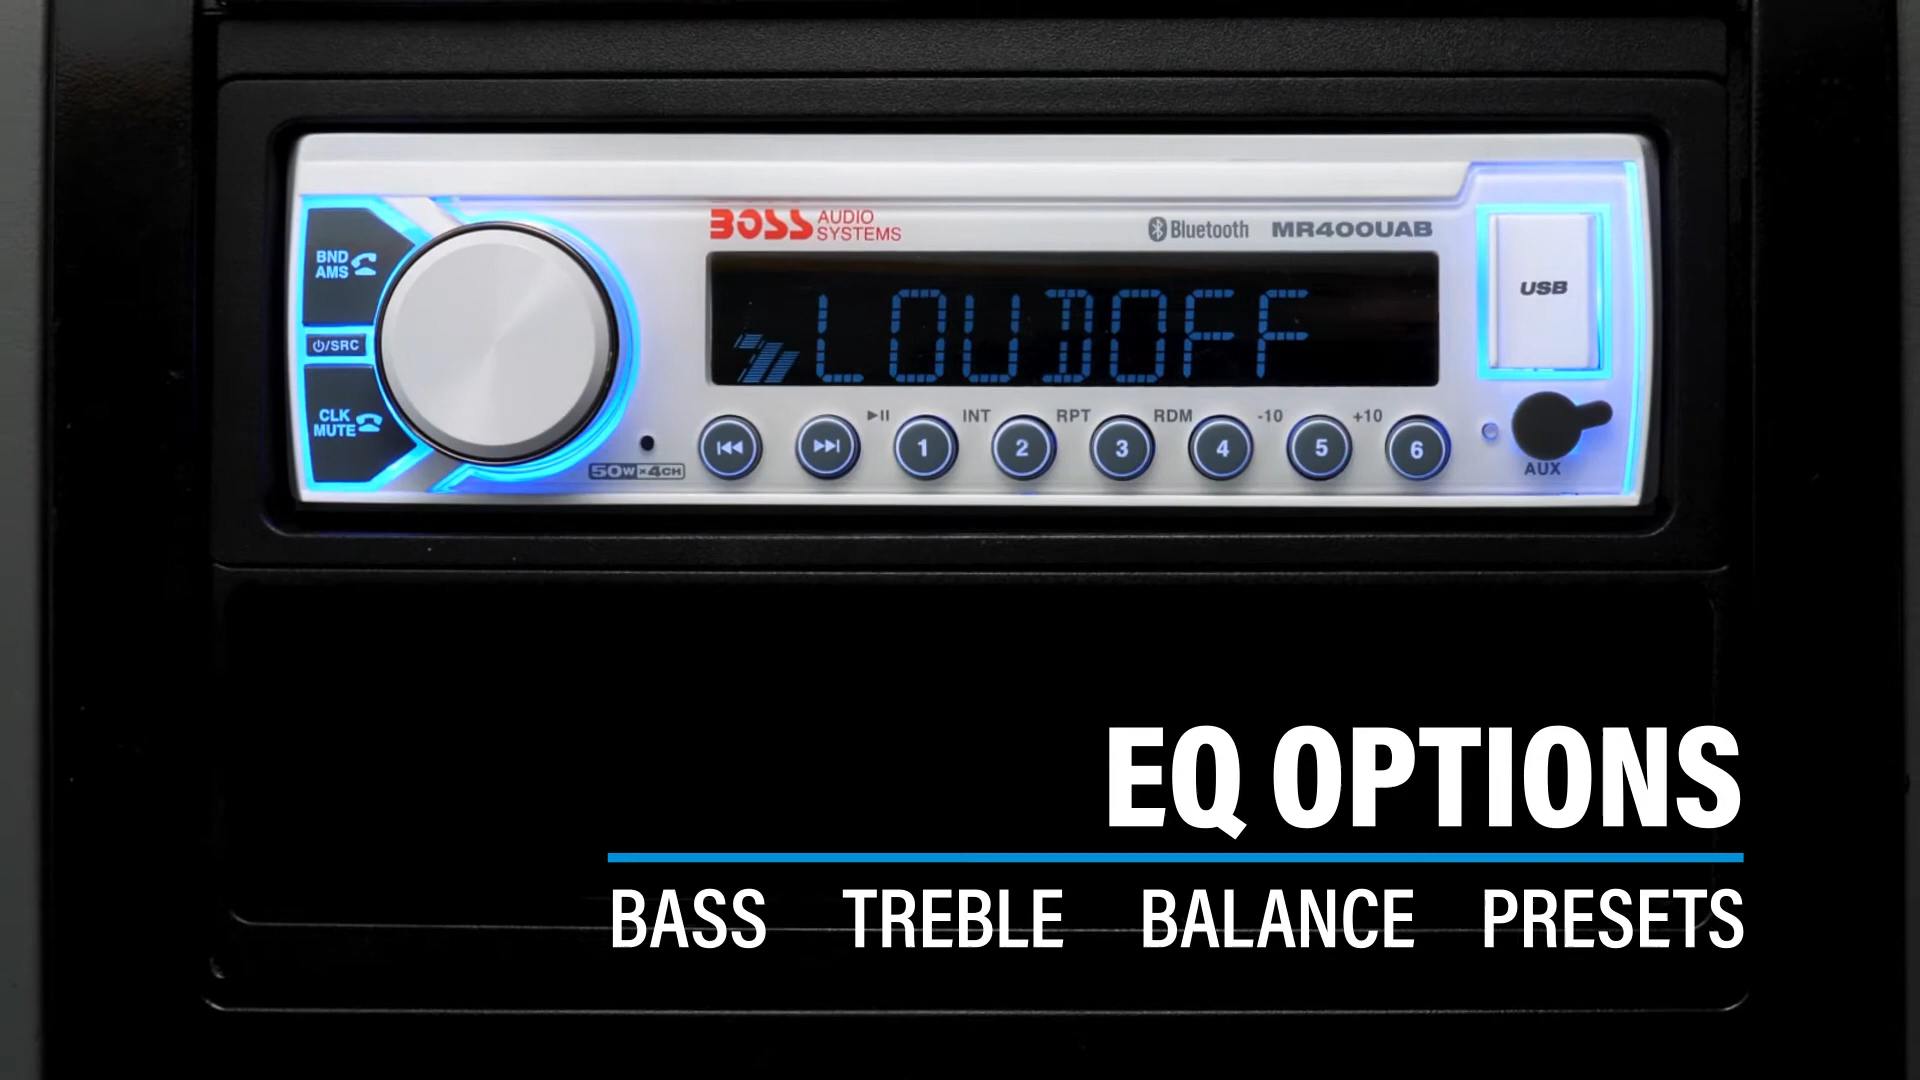 BOSS AUDIO SYSTEMS
Bluetooth MR400UAB
BND
AMS
USB
LOUDOFF
⏻/SRC
CLK
MUTE
▶II INT RPT RDM -10 +10
1 2 3 4 5 6
50W×4CH
AUX
EQ OPTIONS
BASS TREBLE BALANCE PRESETS